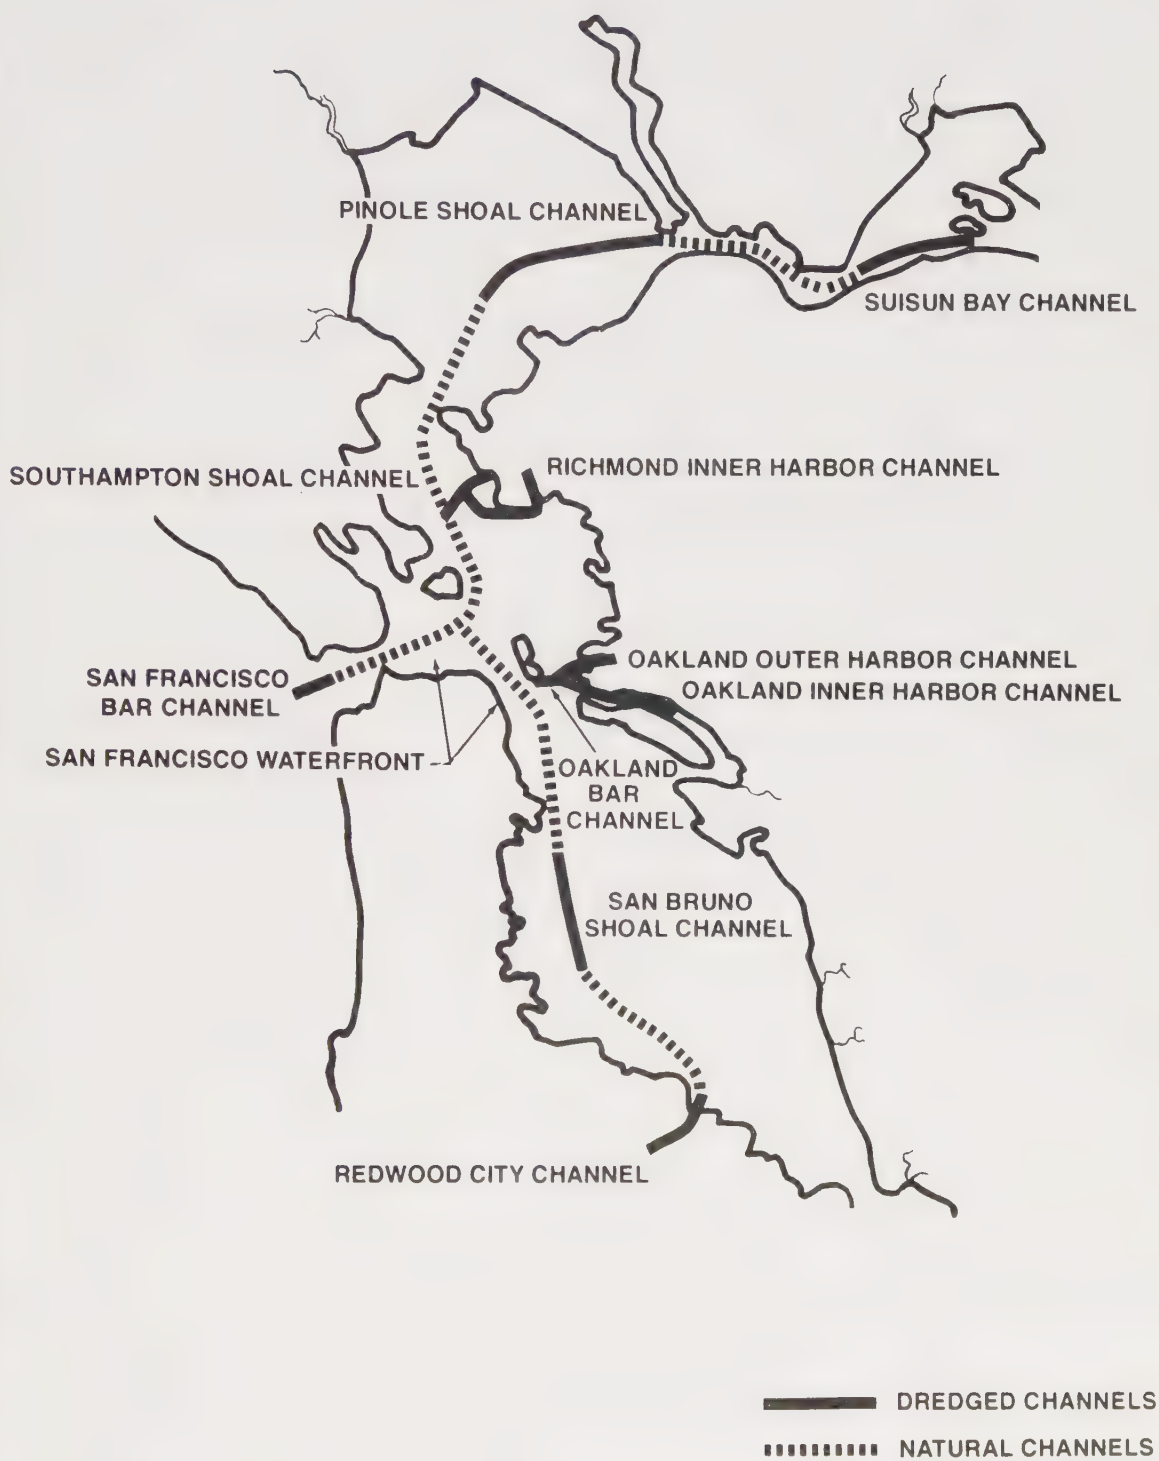 PINOLE SHOAL CHANNEL
SUISUN BAY CHANNEL
SOUTHAMPTON SHOAL CHANNEL
RICHMOND INNER HARBOR CHANNEL
SAN FRANCISCO
BAR CHANNEL
OAKLAND OUTER HARBOR CHANNEL
OAKLAND INNER HARBOR CHANNEL
SAN FRANCISCO WATERFRONT
OAKLAND
BAR
CHANNEL
SAN BRUNO
SHOAL CHANNEL
REDWOOD CITY CHANNEL
DREDGED CHANNELS
NATURAL CHANNELS